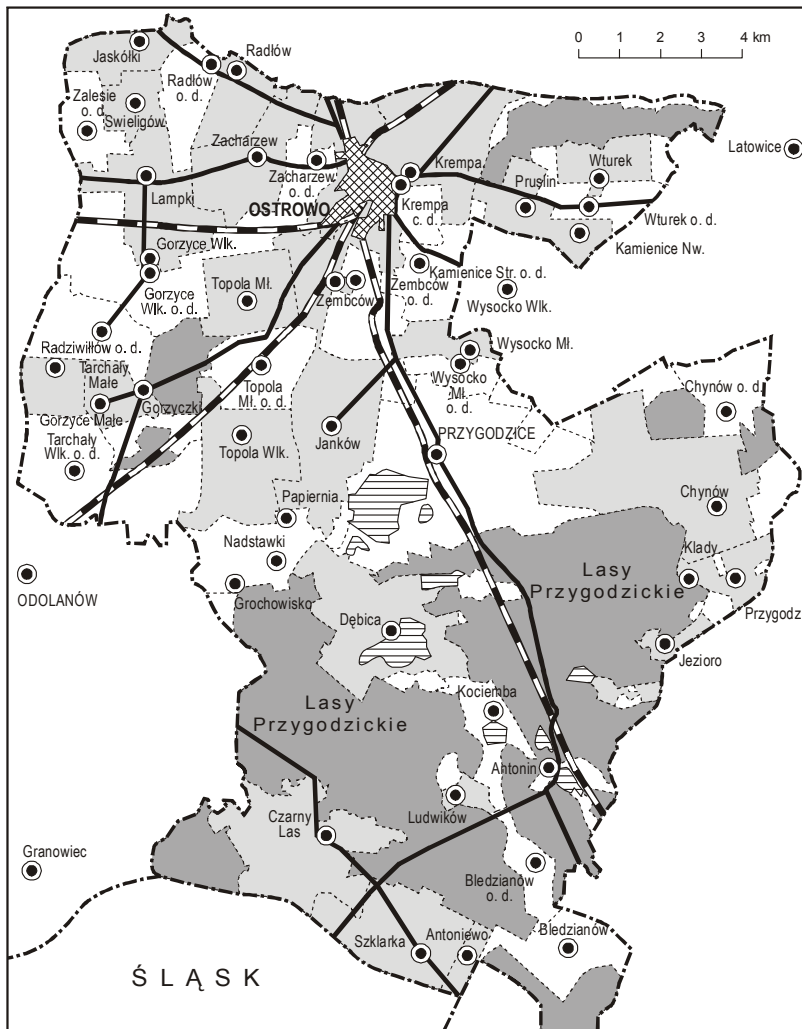 0 1 2 3 4 km
Jaskółki
Radłów
Radłów
o. d.
Zalesie
o. d.
Swieligów
Latowice
Zacharzew
Zacharzew
o. d.
Krempa
Wturek
Pruślin
Lampki
OSTROWO
Krempa
c. d.
Wturek o. d.
Kamienice Nw.
Gorzyce Wlk.
Gorzyce
Wlk. o. d.
Topola Mł.
Zembców
Zembców
o. d.
Kamienice Str. o. d.
Wysocko Wlk.
Radziwiłłów o. d.
Wysocko Mł.
Wysocko
Mł.
o. d.
Tarchały
Małe
Gorzyce Małe
Gorzyczki
Topola
Mł. o. d.
Chynów o. d.
Tarchały
Wlk. o. d.
Topola Wlk.
Janków
PRZYGODZICE
Papiernia
Chynów
Nadstawki
Lasy
Przygodzickie
Klady
ODOLANÓW
Grochowisko
Przygodz
Dębica
Jezioro
Lasy
Przygodzickie
Kociemba
Antonin
Ludwików
Czarny
Las
Granowiec
Bledzianów
o. d.
Szklarka
Antoniewo
Bledzianów
ŚLĄSK